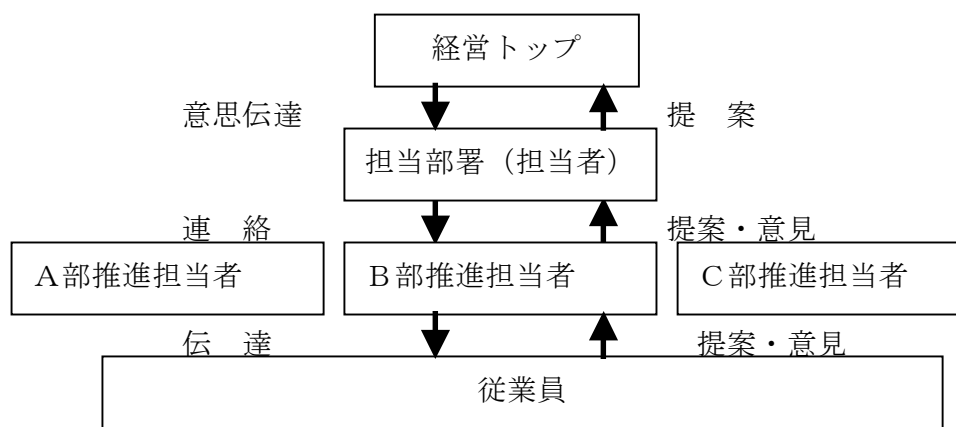 経営トップ
意思伝達 提　案
担当部署（担当者）
連　絡 提案・意見
Ａ部推進担当者 Ｂ部推進担当者 Ｃ部推進担当者
伝　達 提案・意見
従業員